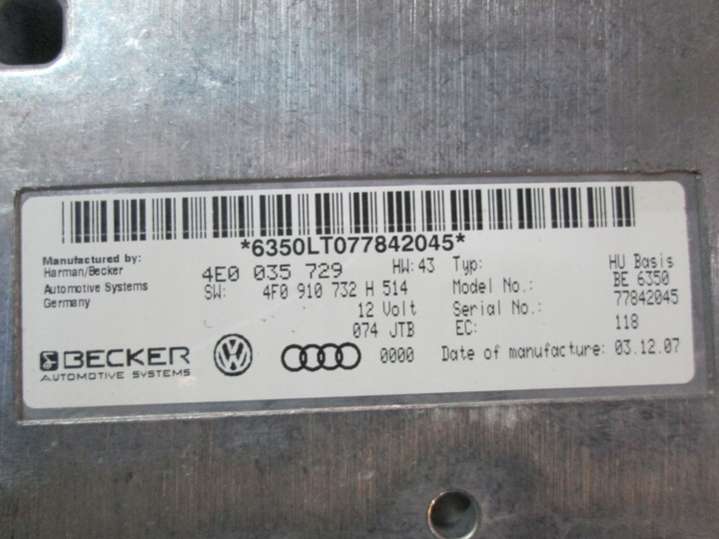 *6350LT077842045*
Manufactured by:
Harman/Becker
Automotive Systems
Germany
4E0 035 729 HW:43 Typ: HU Basis
SW: 4F0 910 732 H 514 Model No.: BE 6350
12 Volt Serial No.: 77842045
074 JTB EC: 118
BECKER
AUTOMOTIVE SYSTEMS
0000 Date of manufacture: 03.12.07